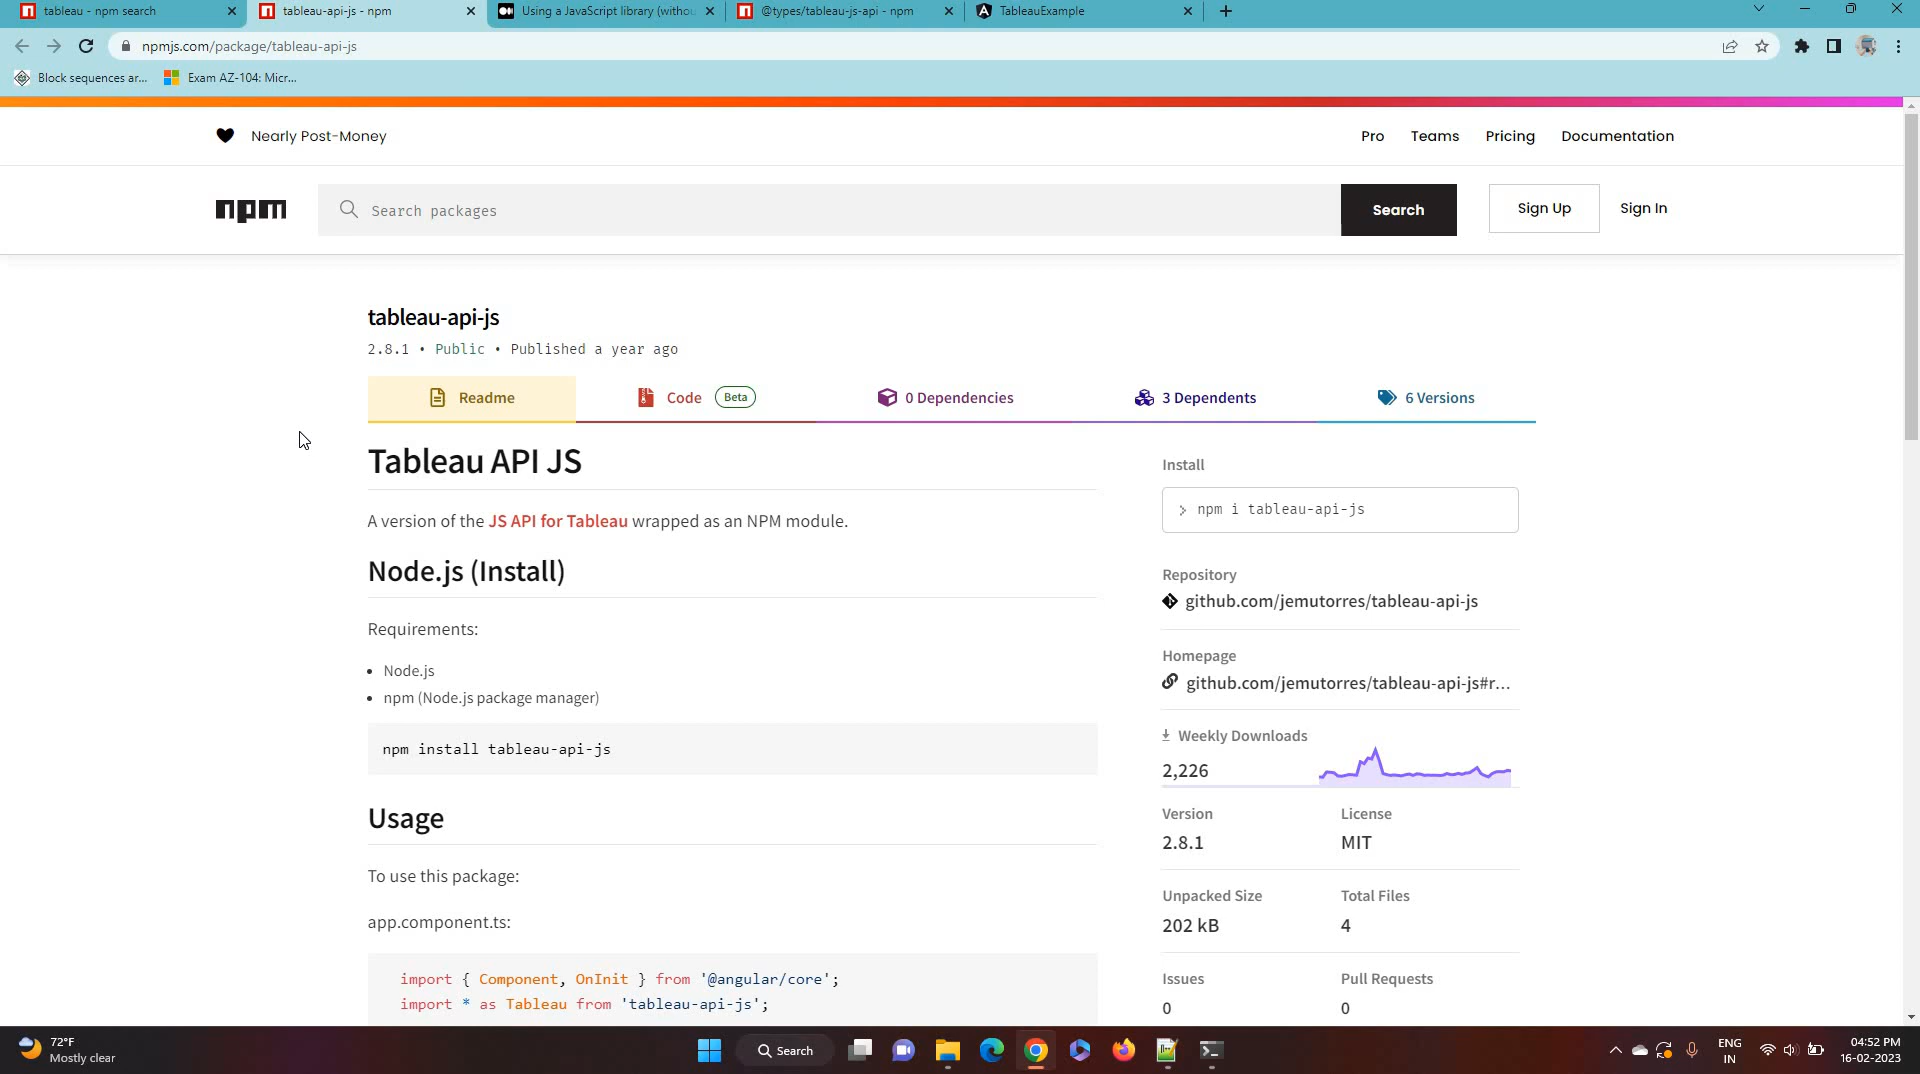 tableau - npm search
tableau-api-js - npm
Using a JavaScript library (withou
@types/tableau-js-api - npm
TableauExample
npmjs.com/package/tableau-api-js
Block sequences ar...
Exam AZ-104: Micr...
Nearly Post-Money
Pro
Teams
Pricing
Documentation
npm
Search packages
Search
Sign Up
Sign In
tableau-api-js
2.8.1 • Public • Published a year ago
Readme
Code Beta
0 Dependencies
3 Dependents
6 Versions
Tableau API JS
A version of the JS API for Tableau wrapped as an NPM module.
Node.js (Install)
Requirements:
• Node.js
• npm (Node.js package manager)
npm install tableau-api-js
Usage
To use this package:
app.component.ts:
import { Component, OnInit } from '@angular/core';
import * as Tableau from 'tableau-api-js';
Install
> npm i tableau-api-js
Repository
github.com/jemutorres/tableau-api-js
Homepage
github.com/jemutorres/tableau-api-js#r...
Weekly Downloads
2,226
Version
License
2.8.1
MIT
Unpacked Size
Total Files
202 kB
4
Issues
Pull Requests
0
0
72°F
Mostly clear
Search
ENG
IN
04:52 PM
16-02-2023